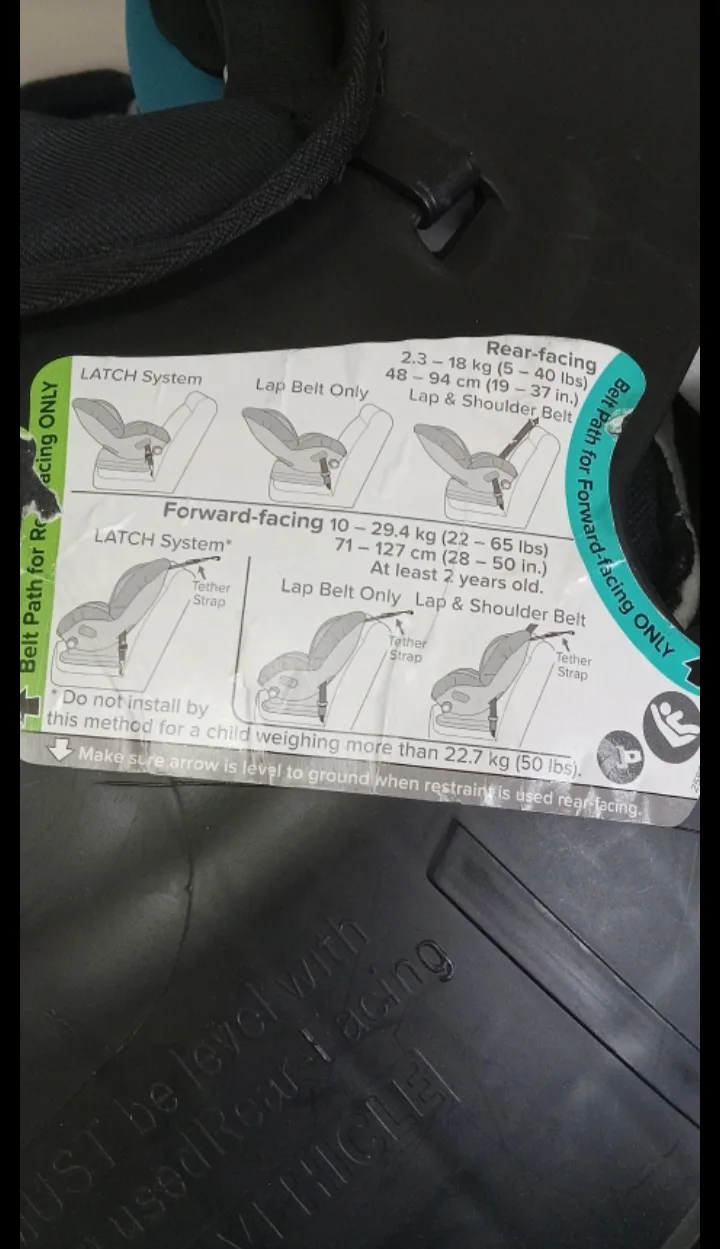 Rear-facing
2.3 – 18 kg (5 – 40 lbs)
48 – 94 cm (19 – 37 in.)
LATCH System
Lap Belt Only
Lap & Shoulder Belt
Forward-facing 10 – 29.4 kg (22 – 65 lbs)
71 – 127 cm (28 – 50 in.)
At least 2 years old.
LATCH System*
Tether
Strap
Lap Belt Only
Tether
Strap
Lap & Shoulder Belt
Tether
Strap
* Do not install by
this method for a child weighing more than 22.7 kg (50 lbs).
Make sure arrow is level to ground when restraint is used rear-facing.
Belt Path for acing ONLY
Belt Path for Forward-facing ONLY
be level with
used Rear-Facing
VEHICLE